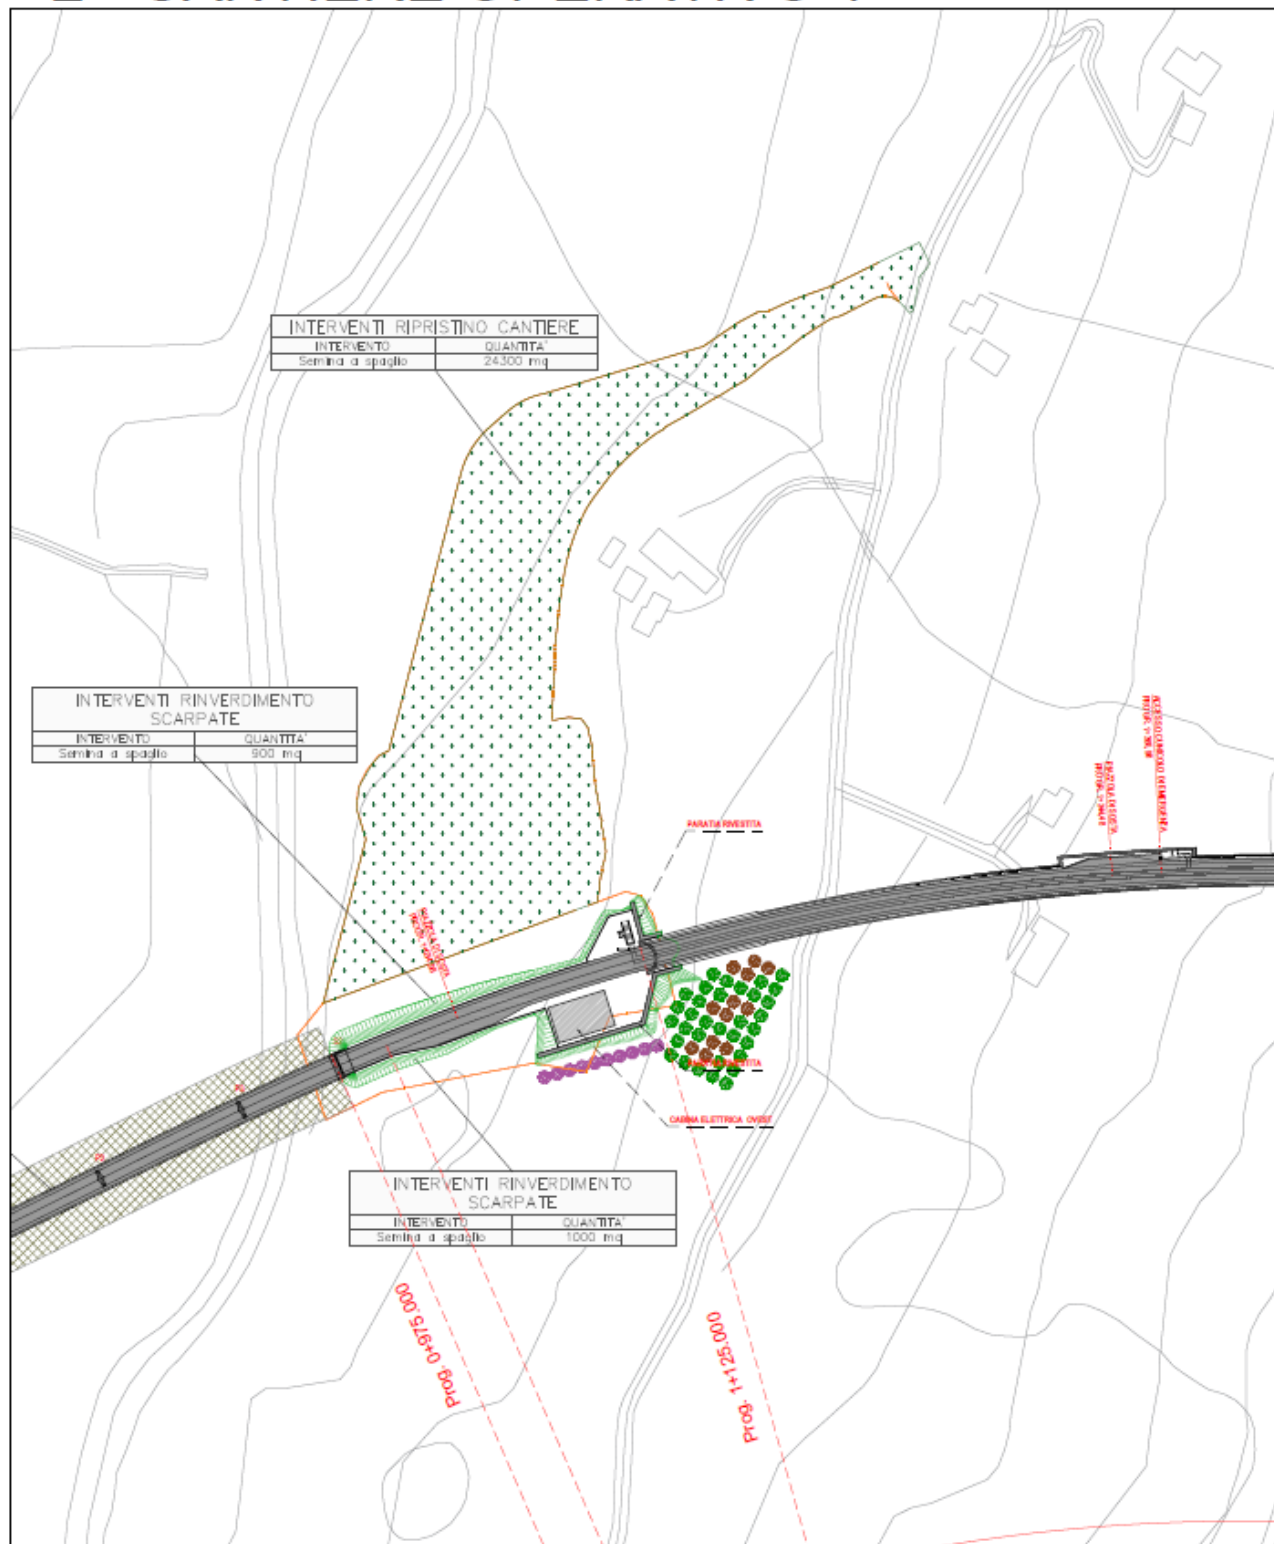 INTERVENTI RIPRISTINO CANTIERE
INTERVENTO QUANTITA'
Semina a spaglio 24300 mq
INTERVENTI RINVERDIMENTO
SCARPATE
INTERVENTO QUANTITA'
Semina a spaglio 900 mq
PARATIA RIVESTITA
CABINA ELETTRICA OVEST
INTERVENTI RINVERDIMENTO
SCARPATE
INTERVENTO QUANTITA'
Semina a spaglio 1000 mq
Prog. 0+975.000
Prog. 1+125.000